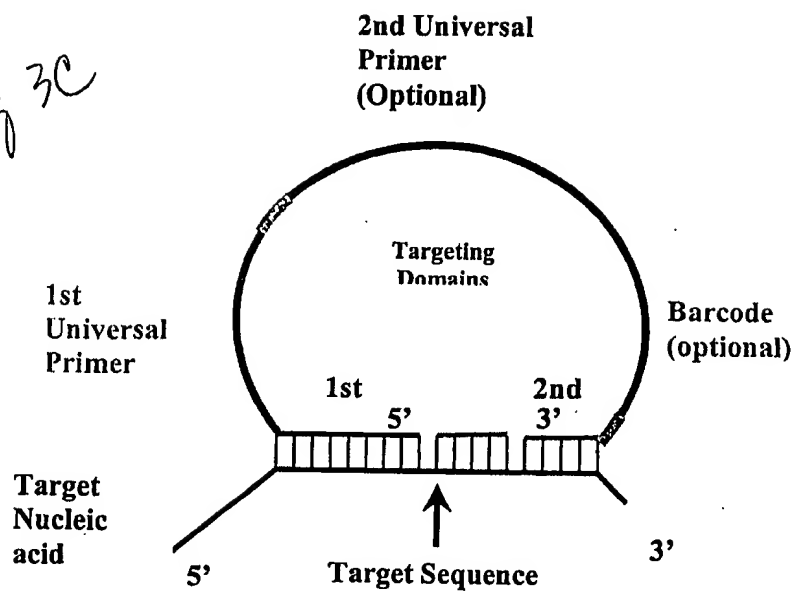 2nd Universal
Primer
(Optional)
3C
Targeting
Domains
1st
Universal
Primer
Barcode
(optional)
1st
2nd
5’
3’
Target
Nucleic
acid
5’
Target Sequence
3’